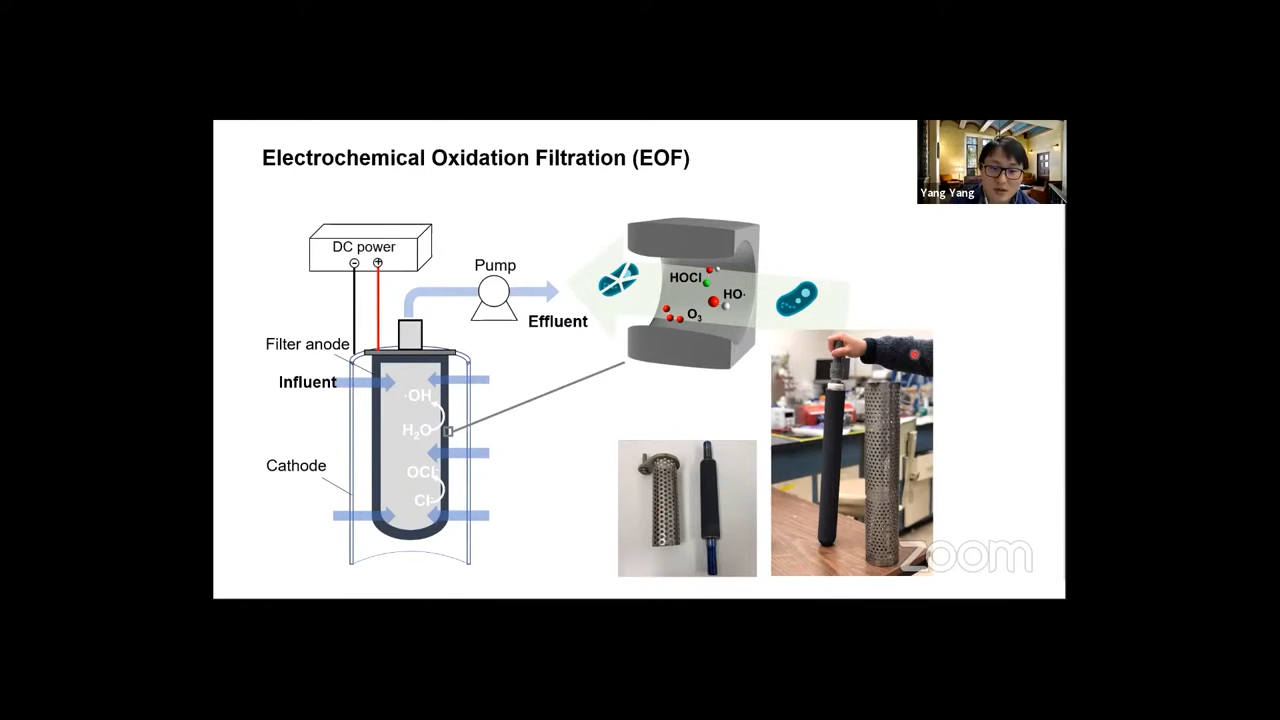 Electrochemical Oxidation Filtration (EOF)
Yang Yang
DC power
Pump
Effluent
HOCl
HO·
O3
Filter anode
Influent
·OH
H2O
Cathode
OCl-
Cl-
zoom